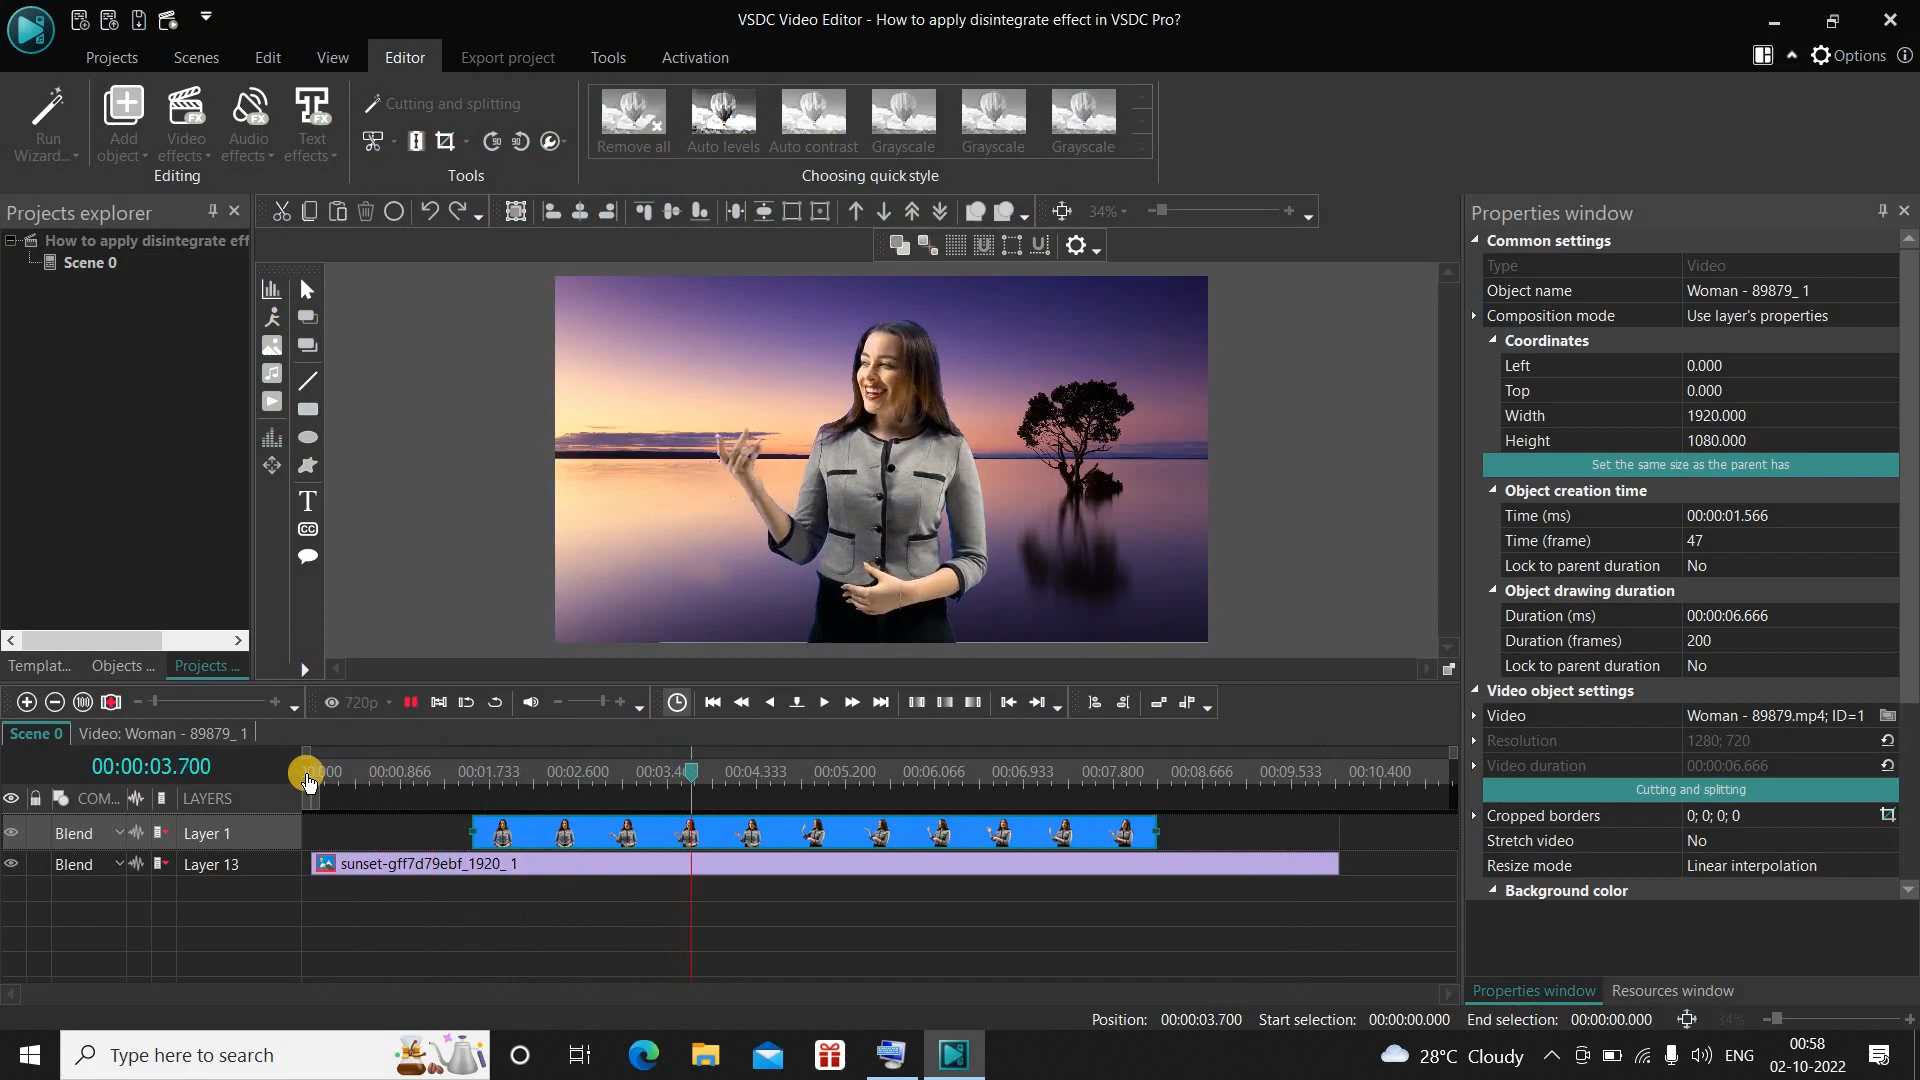 VSDC Video Editor - How to apply disintegrate effect in VSDC Pro?
Projects Scenes Edit View Editor Export project Tools Activation Options
Run Wizard...
Add object
Video effects
Audio effects
Text effects
Editing
Cutting and splitting
Tools
Remove all Auto levels Auto contrast Grayscale Grayscale Grayscale
Choosing quick style
Projects explorer
How to apply disintegrate eff
Scene 0
Templat... Objects ... Projects ...
34%
Properties window
Common settings
Type Video
Object name Woman - 89879_ 1
Composition mode Use layer's properties
Coordinates
Left 0.000
Top 0.000
Width 1920.000
Height 1080.000
Set the same size as the parent has
Object creation time
Time (ms) 00:00:01.566
Time (frame) 47
Lock to parent duration No
Object drawing duration
Duration (ms) 00:00:06.666
Duration (frames) 200
Lock to parent duration No
Video object settings
Video Woman - 89879.mp4; ID=1
Resolution 1280; 720
Video duration 00:00:06.666
Cutting and splitting
Cropped borders 0; 0; 0; 0
Stretch video No
Resize mode Linear interpolation
Background color
Properties window Resources window
720p
Scene 0 Video: Woman - 89879_ 1
00:00:03.700
000 00:00.866 00:01.733 00:02.600 00:03.4 00:04.333 00:05.200 00:06.066 00:06.933 00:07.800 00:08.666 00:09.533 00:10.400
COM... LAYERS
Blend Layer 1
Blend Layer 13 sunset-gff7d79ebf_1920_ 1
Position: 00:00:03.700 Start selection: 00:00:00.000 End selection: 00:00:00.000 34%
Type here to search
28°C Cloudy ENG
00:58
02-10-2022